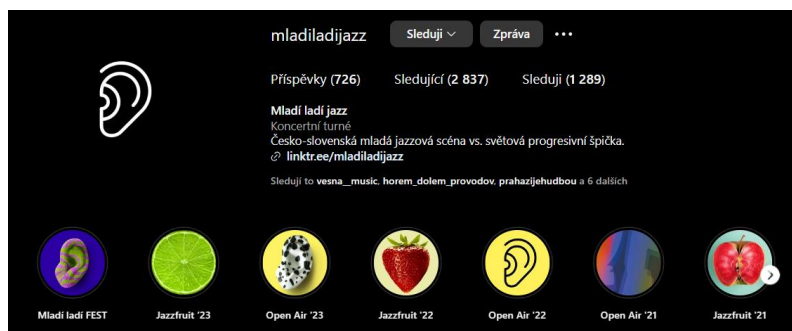 mladiladijazz Sleduji Zpráva
Příspěvky (726) Sledující (2 837) Sleduji (1 289)
Mladí ladí jazz
Koncertní turné
Česko-slovenská mladá jazzová scéna vs. světová progresivní špička.
linktr.ee/mladiladijazz
Sledují to vesna__music, horem_dolem_provodov, prahazijehudbou a 6 dalších
Mladí ladí FEST Jazzfruit '23 Open Air '23 Jazzfruit '22 Open Air '22 Open Air '21 Jazzfruit '21